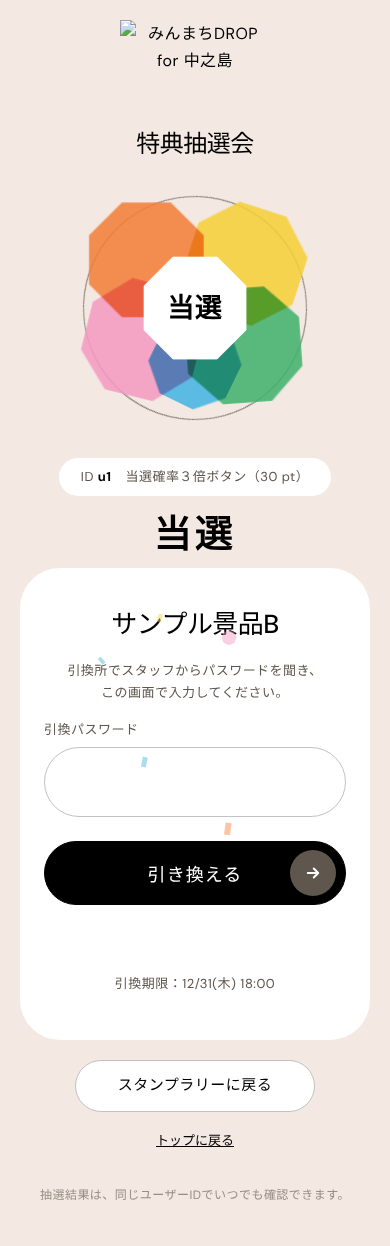 みんまちDROP
for 中之島
特典抽選会
当選
ID u1 当選確率３倍ボタン（30 pt）
当選
サンプル景品B
引換所でスタッフからパスワードを聞き、
この画面で入力してください。
引換パスワード
引き換える
引換期限：12/31(木) 18:00
スタンプラリーに戻る
トップに戻る
抽選結果は、同じユーザーIDでいつでも確認できます。